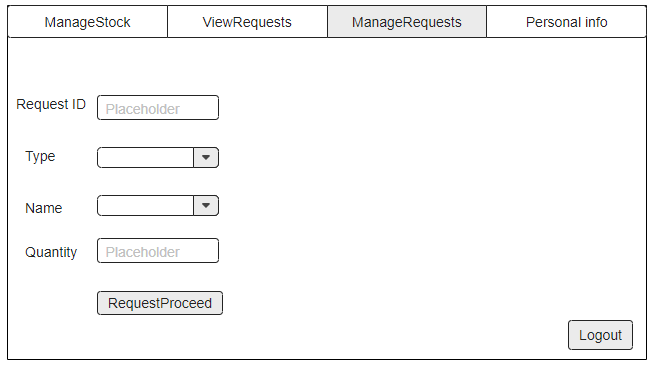 ManageStock ViewRequests ManageRequests Personal info
Request ID Placeholder
Type
Name
Quantity Placeholder
RequestProceed
Logout